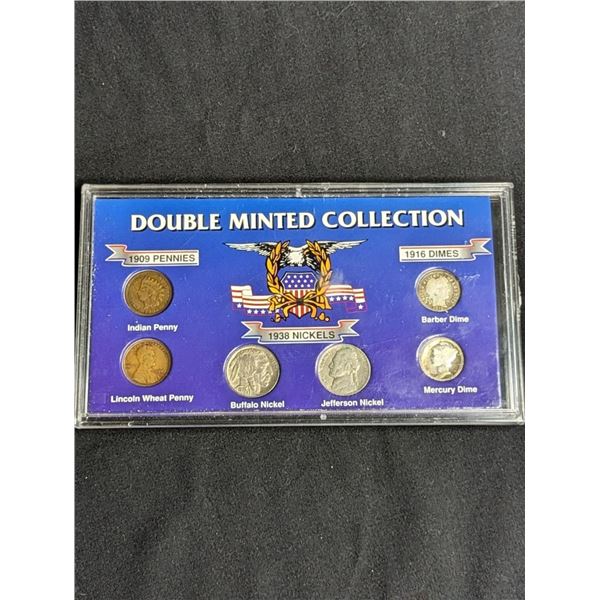 DOUBLE MINTED COLLECTION
1909 PENNIES
1916 DIMES
Indian Penny
Barber Dime
1938 NICKELS
Lincoln Wheat Penny
Buffalo Nickel
Jefferson Nickel
Mercury Dime